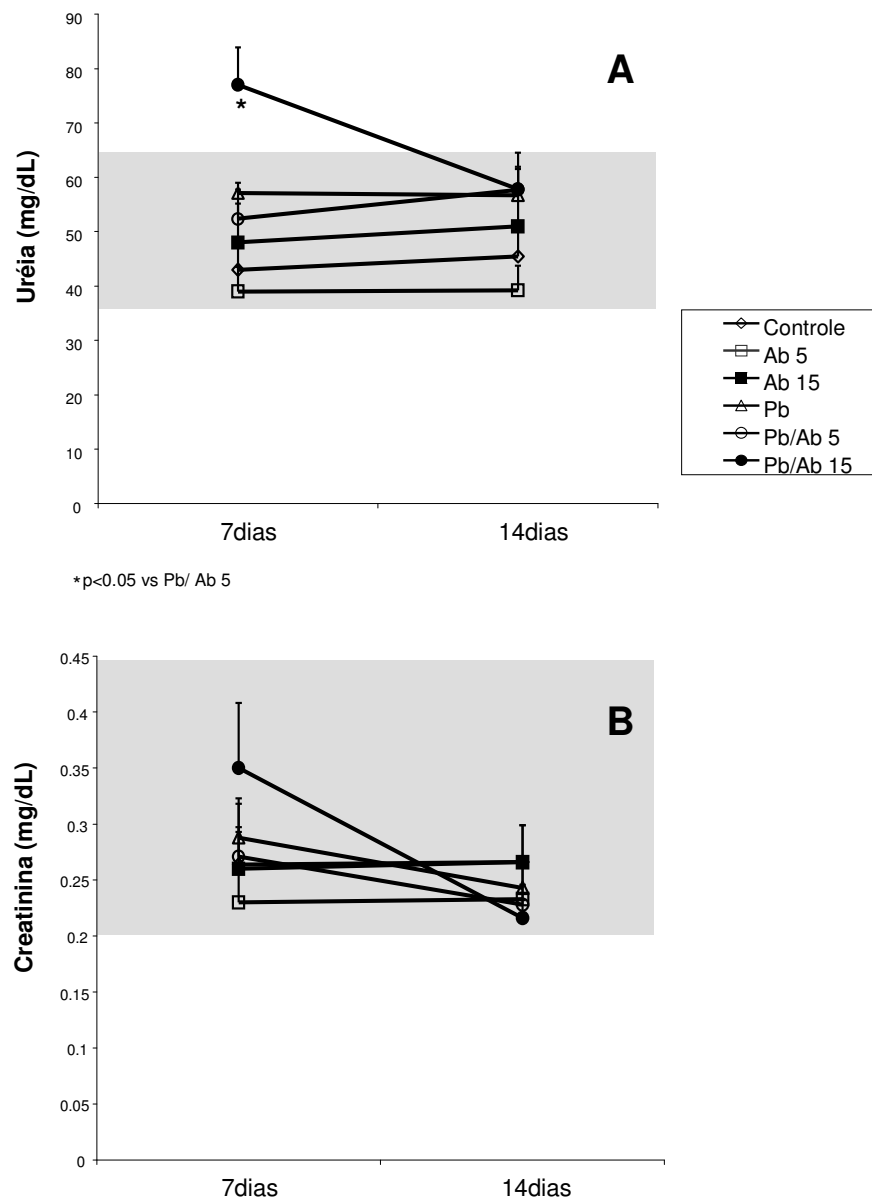 90
80
70
60
50
40
30
20
10
0
Uréia (mg/dL)
A
*
7dias
14dias
Controle
Ab 5
Ab 15
Pb
Pb/Ab 5
Pb/Ab 15
*p<0.05 vs Pb/ Ab 5
0.45
0.4
0.35
0.3
0.25
0.2
0.15
0.1
0.05
0
Creatinina (mg/dL)
B
7dias
14dias